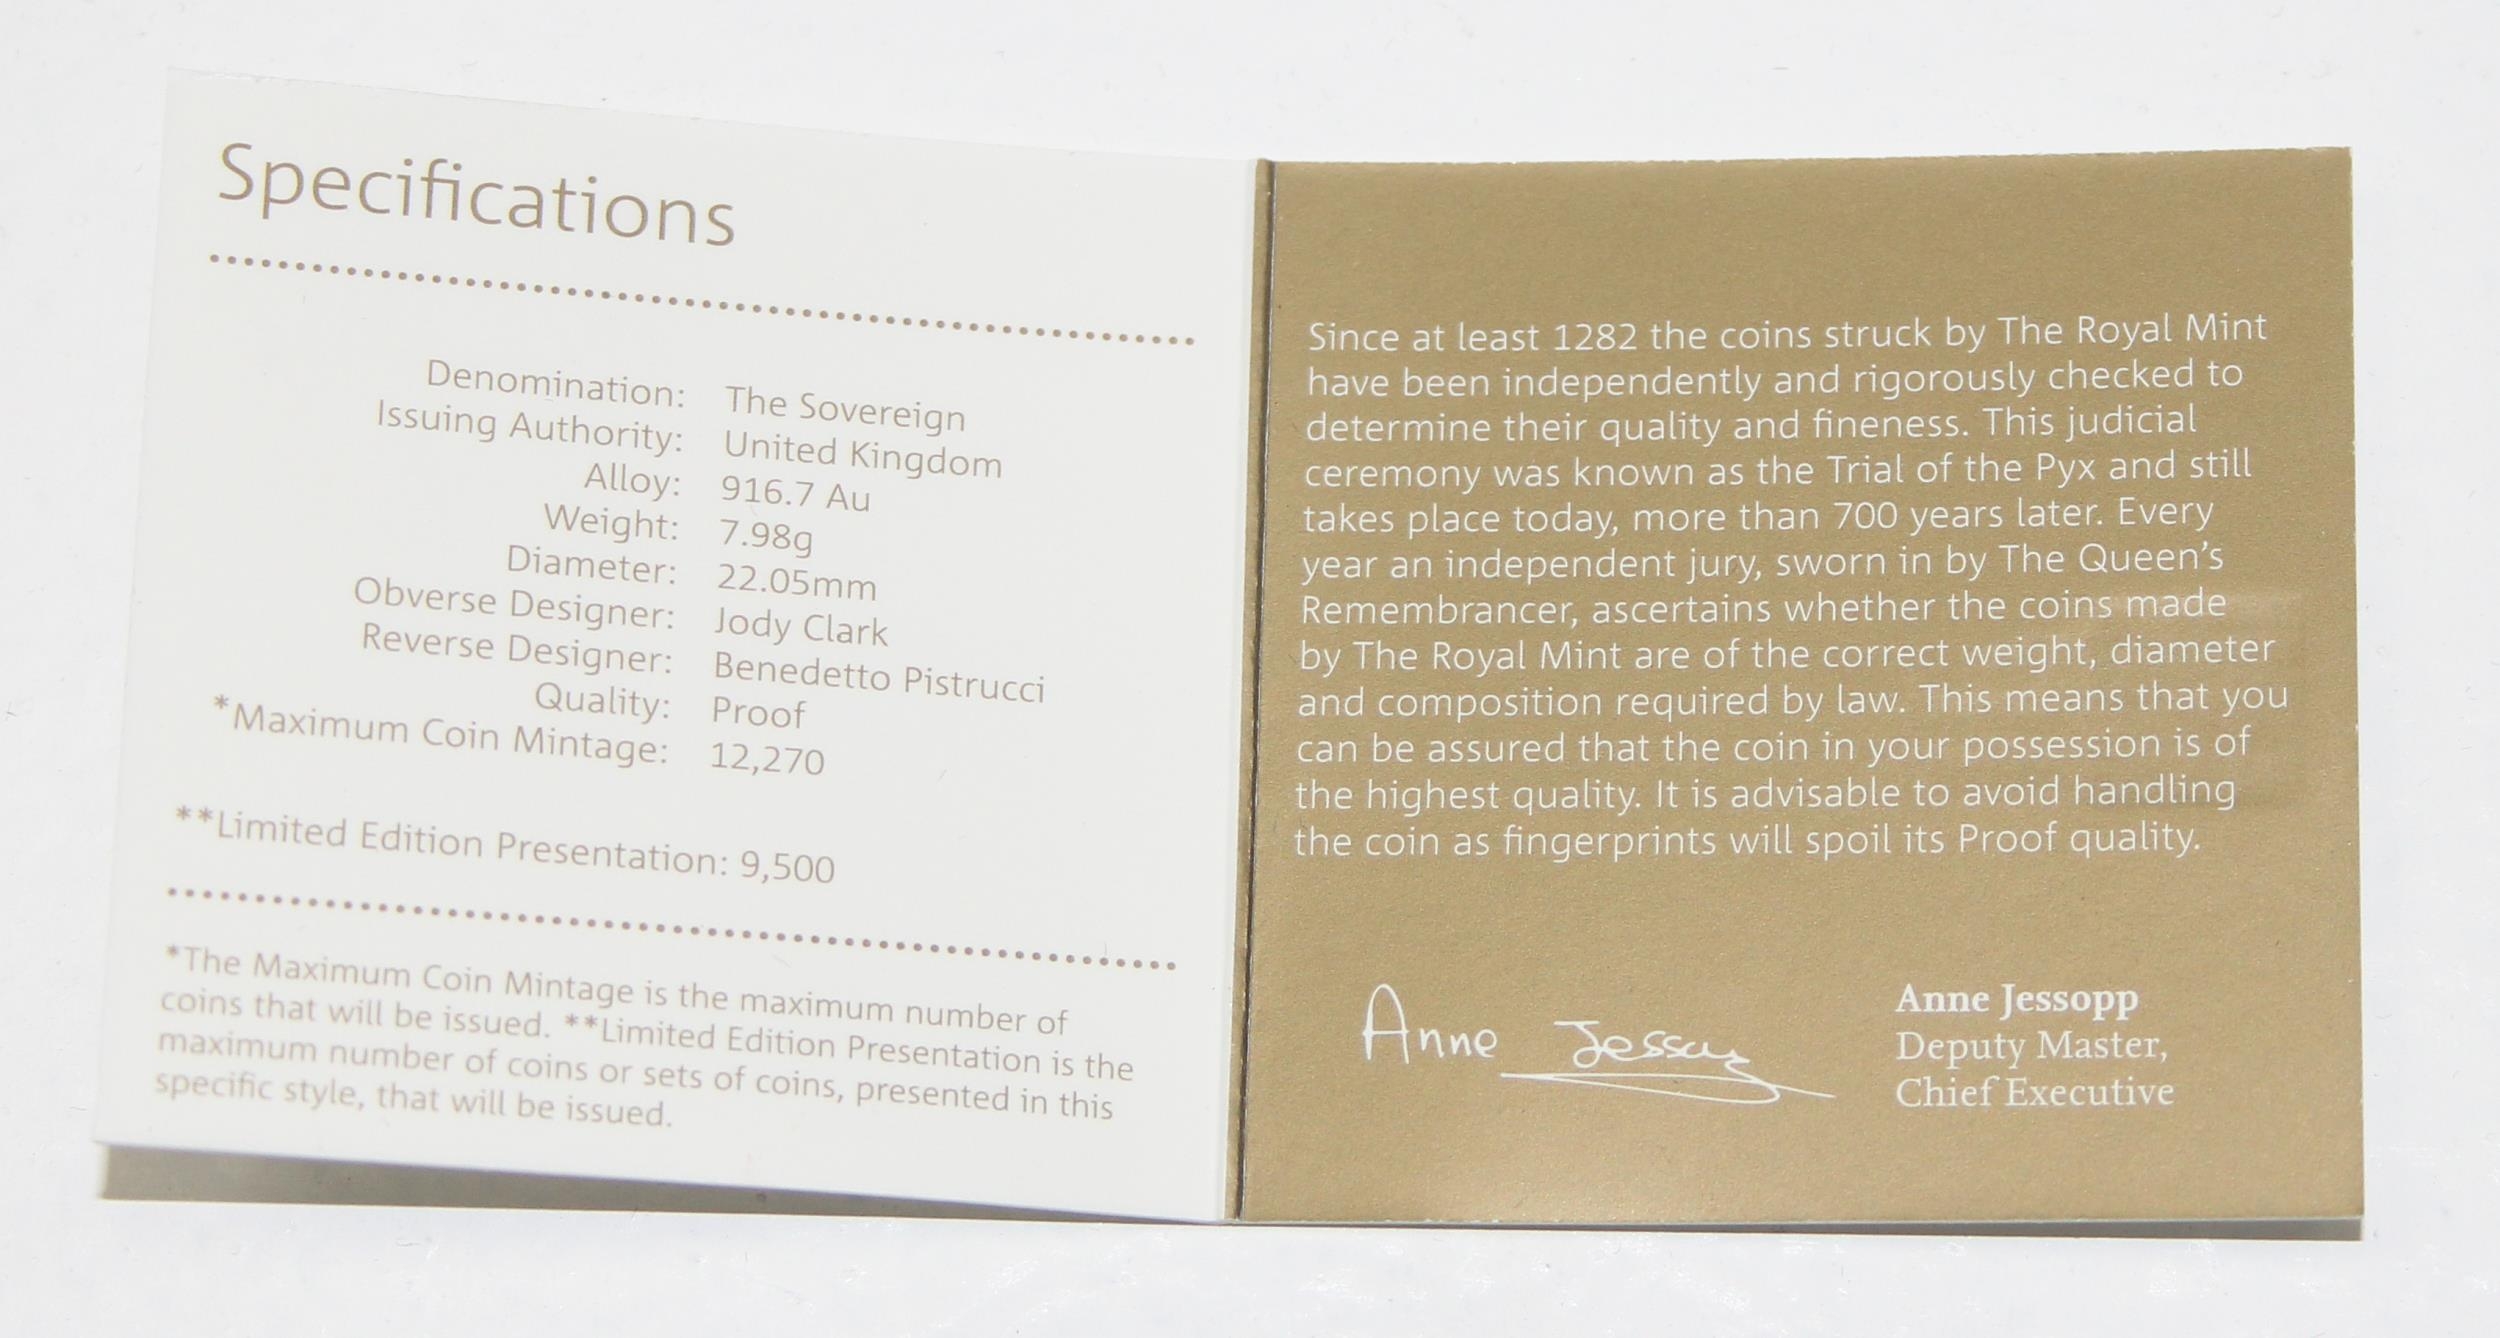 Specifications
Denomination: The Sovereign
Issuing Authority: United Kingdom
Alloy: 916.7 Au
Weight: 7.98g
Diameter: 22.05mm
Obverse Designer: Jody Clark
Reverse Designer: Benedetto Pistrucci
Quality: Proof
*Maximum Coin Mintage: 12,270
**Limited Edition Presentation: 9,500
*The Maximum Coin Mintage is the maximum number of
coins that will be issued. **Limited Edition Presentation is the
maximum number of coins or sets of coins, presented in this
specific style, that will be issued.
Since at least 1282 the coins struck by The Royal Mint
have been independently and rigorously checked to
determine their quality and fineness. This judicial
ceremony was known as the Trial of the Pyx and still
takes place today, more than 700 years later. Every
year an independent jury, sworn in by The Queen’s
Remembrancer, ascertains whether the coins made
by The Royal Mint are of the correct weight, diameter
and composition required by law. This means that you
can be assured that the coin in your possession is of
the highest quality. It is advisable to avoid handling
the coin as fingerprints will spoil its Proof quality.
Anne Jessopp
Anne Jessopp
Deputy Master,
Chief Executive